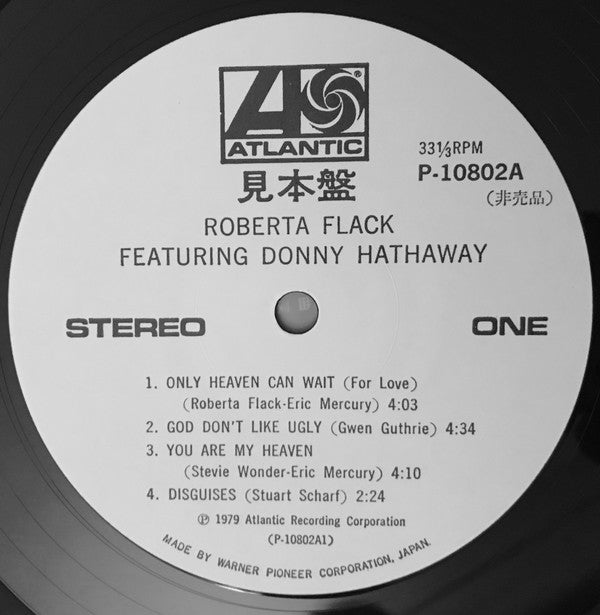 ATLANTIC
®
33⅓RPM
P-10802A
見本盤
(非売品)
ROBERTA FLACK
FEATURING DONNY HATHAWAY
STEREO
ONE
1. ONLY HEAVEN CAN WAIT (For Love)
(Roberta Flack-Eric Mercury) 4:03
2. GOD DON'T LIKE UGLY (Gwen Guthrie) 4:34
3. YOU ARE MY HEAVEN
(Stevie Wonder-Eric Mercury) 4:10
4. DISGUISES (Stuart Scharf) 2:24
℗ 1979 Atlantic Recording Corporation
(P-10802A1)
MADE BY WARNER PIONEER CORPORATION, JAPAN.